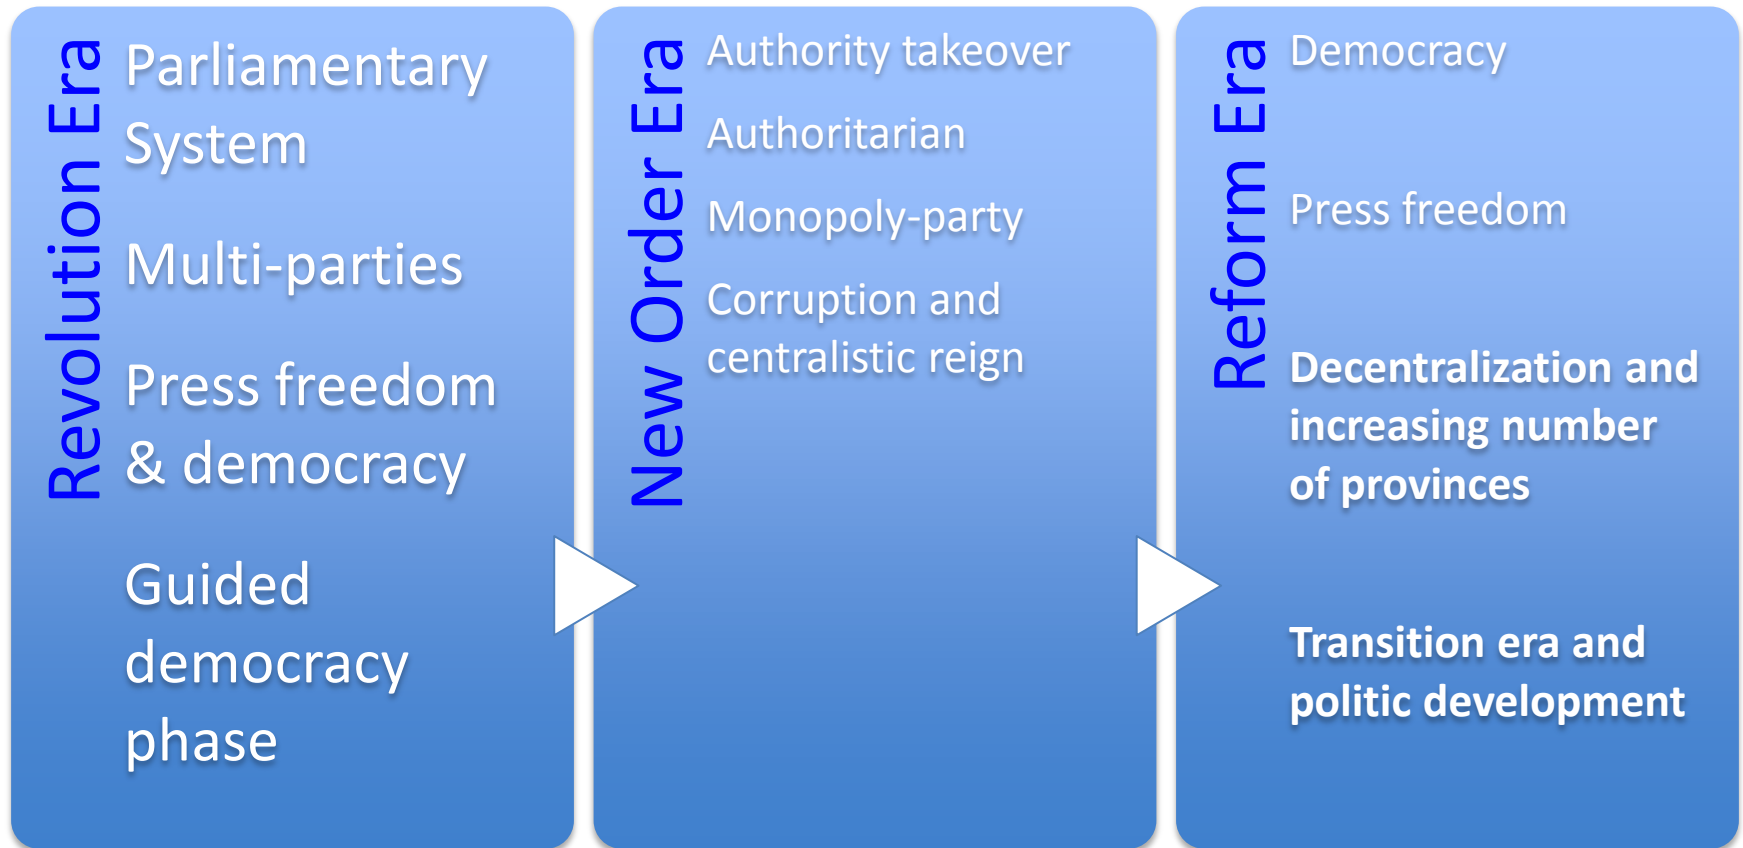 Revolution Era
Parliamentary
System
Multi-parties
Press freedom
& democracy
Guided
democracy
phase
New Order Era
Authority takeover
Authoritarian
Monopoly-party
Corruption and
centralistic reign
Reform Era
Democracy
Press freedom
Decentralization and
increasing number
of provinces
Transition era and
politic development